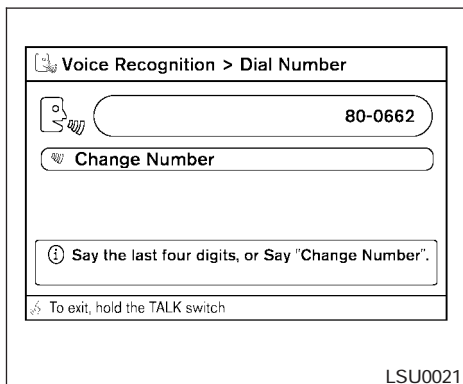 Voice Recognition > Dial Number
80-0662
Change Number
Say the last four digits, or Say "Change Number".
To exit, hold the TALK switch
LSU0021